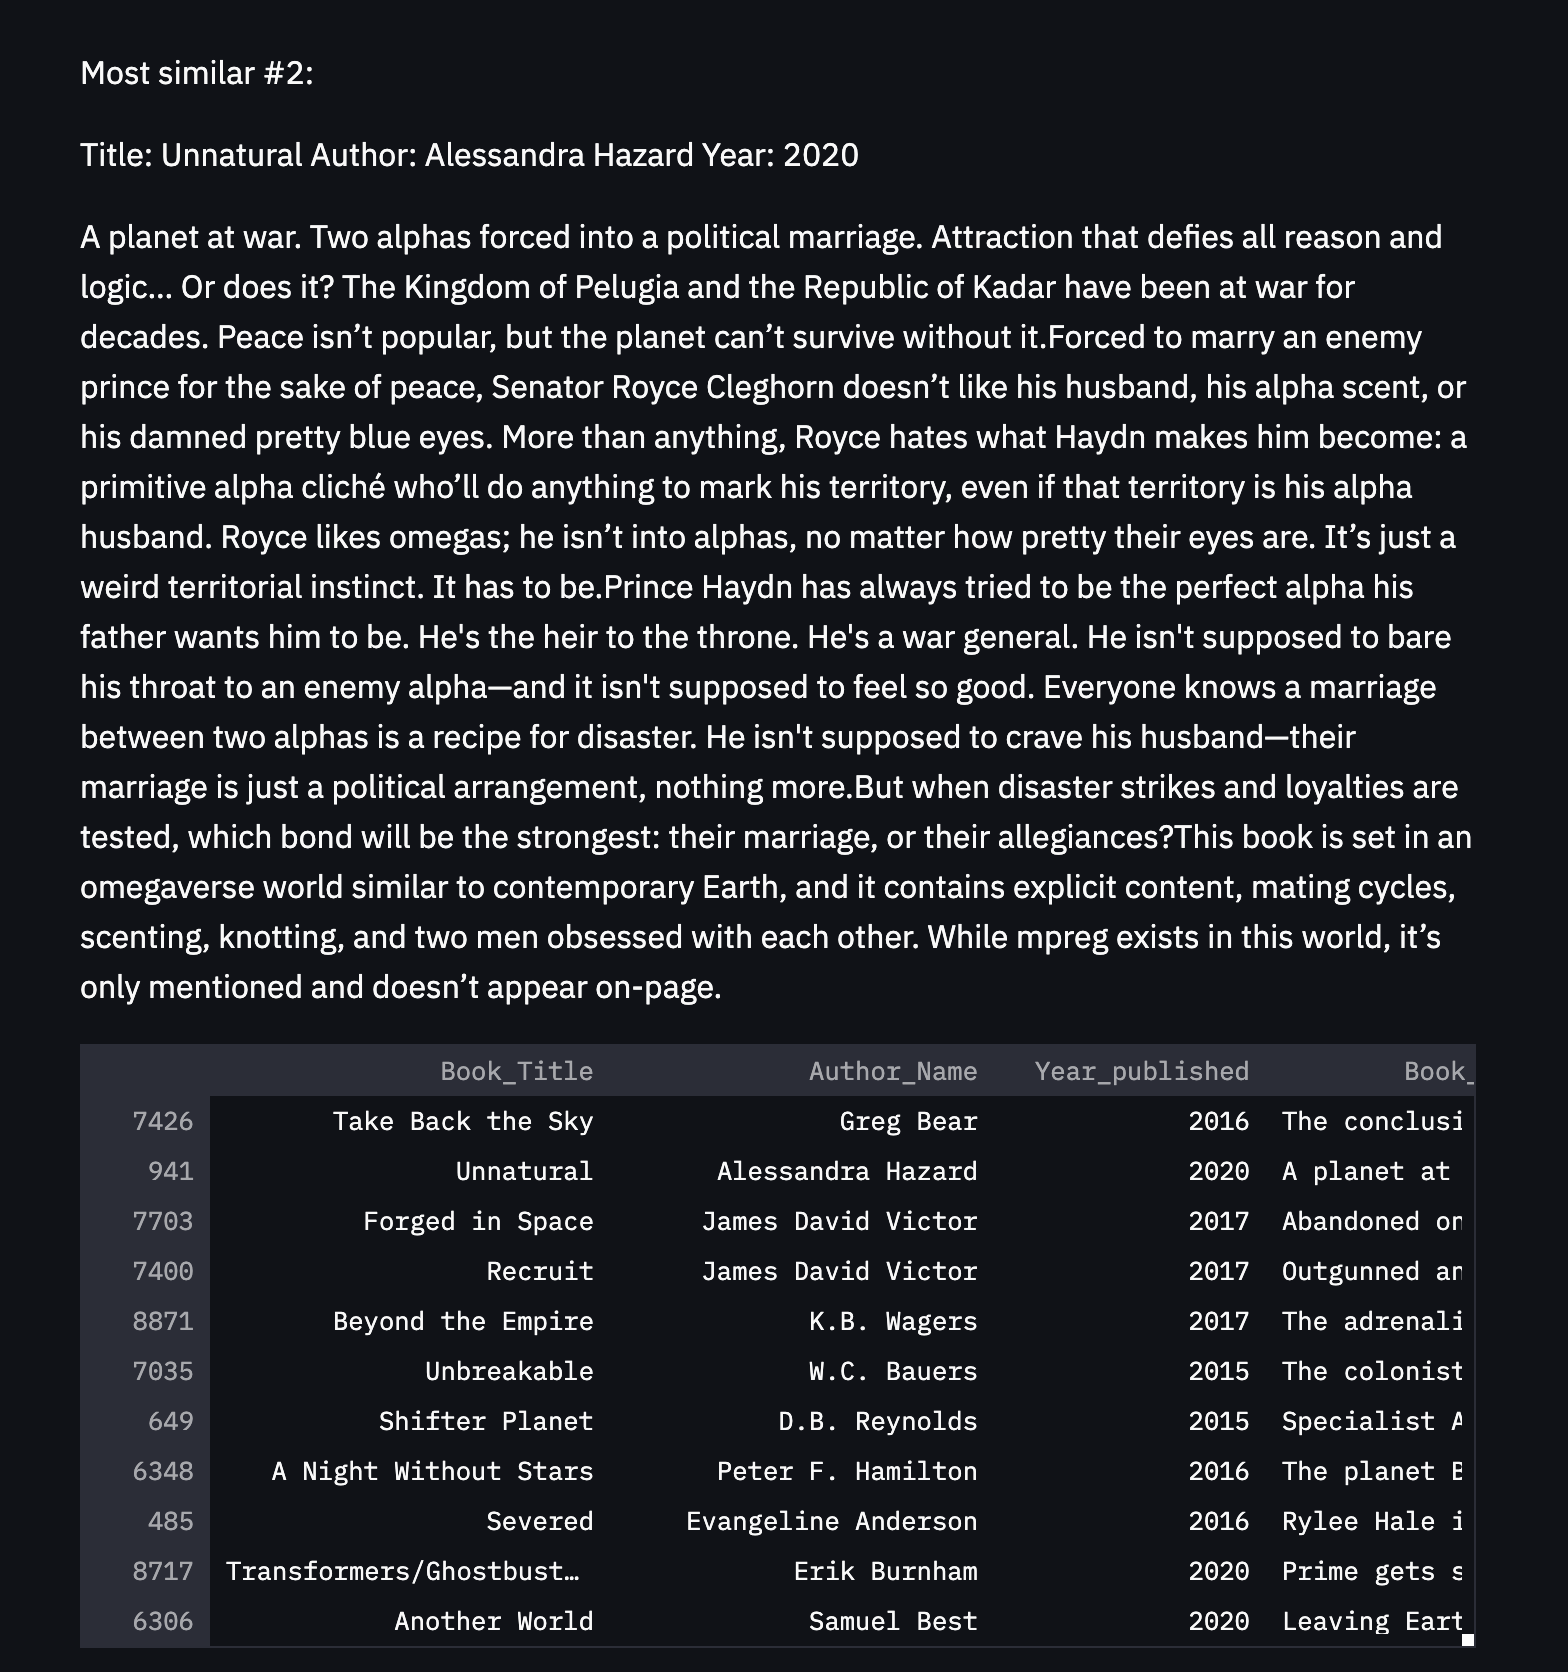 Most similar #2:
Title: Unnatural Author: Alessandra Hazard Year: 2020
A planet at war. Two alphas forced into a political marriage. Attraction that defies all reason and
logic... Or does it? The Kingdom of Pelugia and the Republic of Kadar have been at war for
decades. Peace isn’t popular, but the planet can’t survive without it.Forced to marry an enemy
prince for the sake of peace, Senator Royce Cleghorn doesn’t like his husband, his alpha scent, or
his damned pretty blue eyes. More than anything, Royce hates what Haydn makes him become: a
primitive alpha cliché who’ll do anything to mark his territory, even if that territory is his alpha
husband. Royce likes omegas; he isn’t into alphas, no matter how pretty their eyes are. It’s just a
weird territorial instinct. It has to be.Prince Haydn has always tried to be the perfect alpha his
father wants him to be. He's the heir to the throne. He's a war general. He isn't supposed to bare
his throat to an enemy alpha—and it isn't supposed to feel so good. Everyone knows a marriage
between two alphas is a recipe for disaster. He isn't supposed to crave his husband—their
marriage is just a political arrangement, nothing more.But when disaster strikes and loyalties are
tested, which bond will be the strongest: their marriage, or their allegiances?This book is set in an
omegaverse world similar to contemporary Earth, and it contains explicit content, mating cycles,
scenting, knotting, and two men obsessed with each other. While mpreg exists in this world, it’s
only mentioned and doesn’t appear on-page.
Book_Title Author_Name Year_published Book_
7426 Take Back the Sky Greg Bear 2016 The conclusi
941 Unnatural Alessandra Hazard 2020 A planet at
7703 Forged in Space James David Victor 2017 Abandoned on
7400 Recruit James David Victor 2017 Outgunned an
8871 Beyond the Empire K.B. Wagers 2017 The adrenali
7035 Unbreakable W.C. Bauers 2015 The colonist
649 Shifter Planet D.B. Reynolds 2015 Specialist A
6348 A Night Without Stars Peter F. Hamilton 2016 The planet B
485 Severed Evangeline Anderson 2016 Rylee Hale i
8717 Transformers/Ghostbust… Erik Burnham 2020 Prime gets s
6306 Another World Samuel Best 2020 Leaving Eart